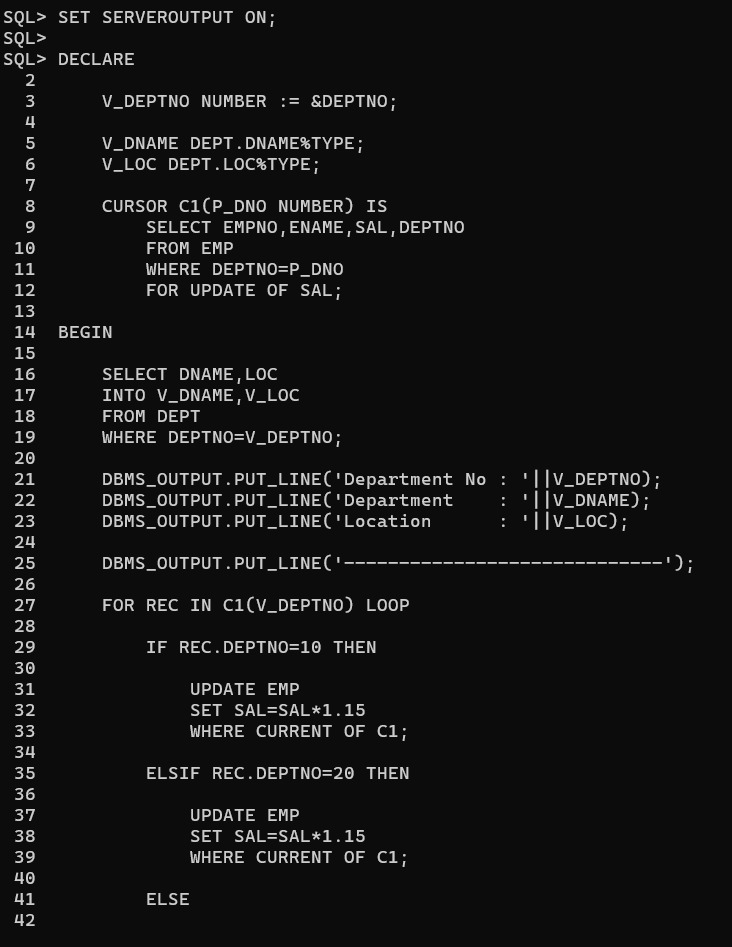 SQL> SET SERVEROUTPUT ON;
SQL>
SQL> DECLARE
  2
  3      V_DEPTNO NUMBER := &DEPTNO;
  4
  5      V_DNAME DEPT.DNAME%TYPE;
  6      V_LOC DEPT.LOC%TYPE;
  7
  8      CURSOR C1(P_DNO NUMBER) IS
  9          SELECT EMPNO,ENAME,SAL,DEPTNO
 10          FROM EMP
 11          WHERE DEPTNO=P_DNO
 12          FOR UPDATE OF SAL;
 13
 14  BEGIN
 15
 16      SELECT DNAME,LOC
 17      INTO V_DNAME,V_LOC
 18      FROM DEPT
 19      WHERE DEPTNO=V_DEPTNO;
 20
 21      DBMS_OUTPUT.PUT_LINE('Department No : '||V_DEPTNO);
 22      DBMS_OUTPUT.PUT_LINE('Department    : '||V_DNAME);
 23      DBMS_OUTPUT.PUT_LINE('Location      : '||V_LOC);
 24
 25      DBMS_OUTPUT.PUT_LINE('-----------------------------');
 26
 27      FOR REC IN C1(V_DEPTNO) LOOP
 28
 29          IF REC.DEPTNO=10 THEN
 30
 31              UPDATE EMP
 32              SET SAL=SAL*1.15
 33              WHERE CURRENT OF C1;
 34
 35          ELSIF REC.DEPTNO=20 THEN
 36
 37              UPDATE EMP
 38              SET SAL=SAL*1.15
 39              WHERE CURRENT OF C1;
 40
 41          ELSE
 42